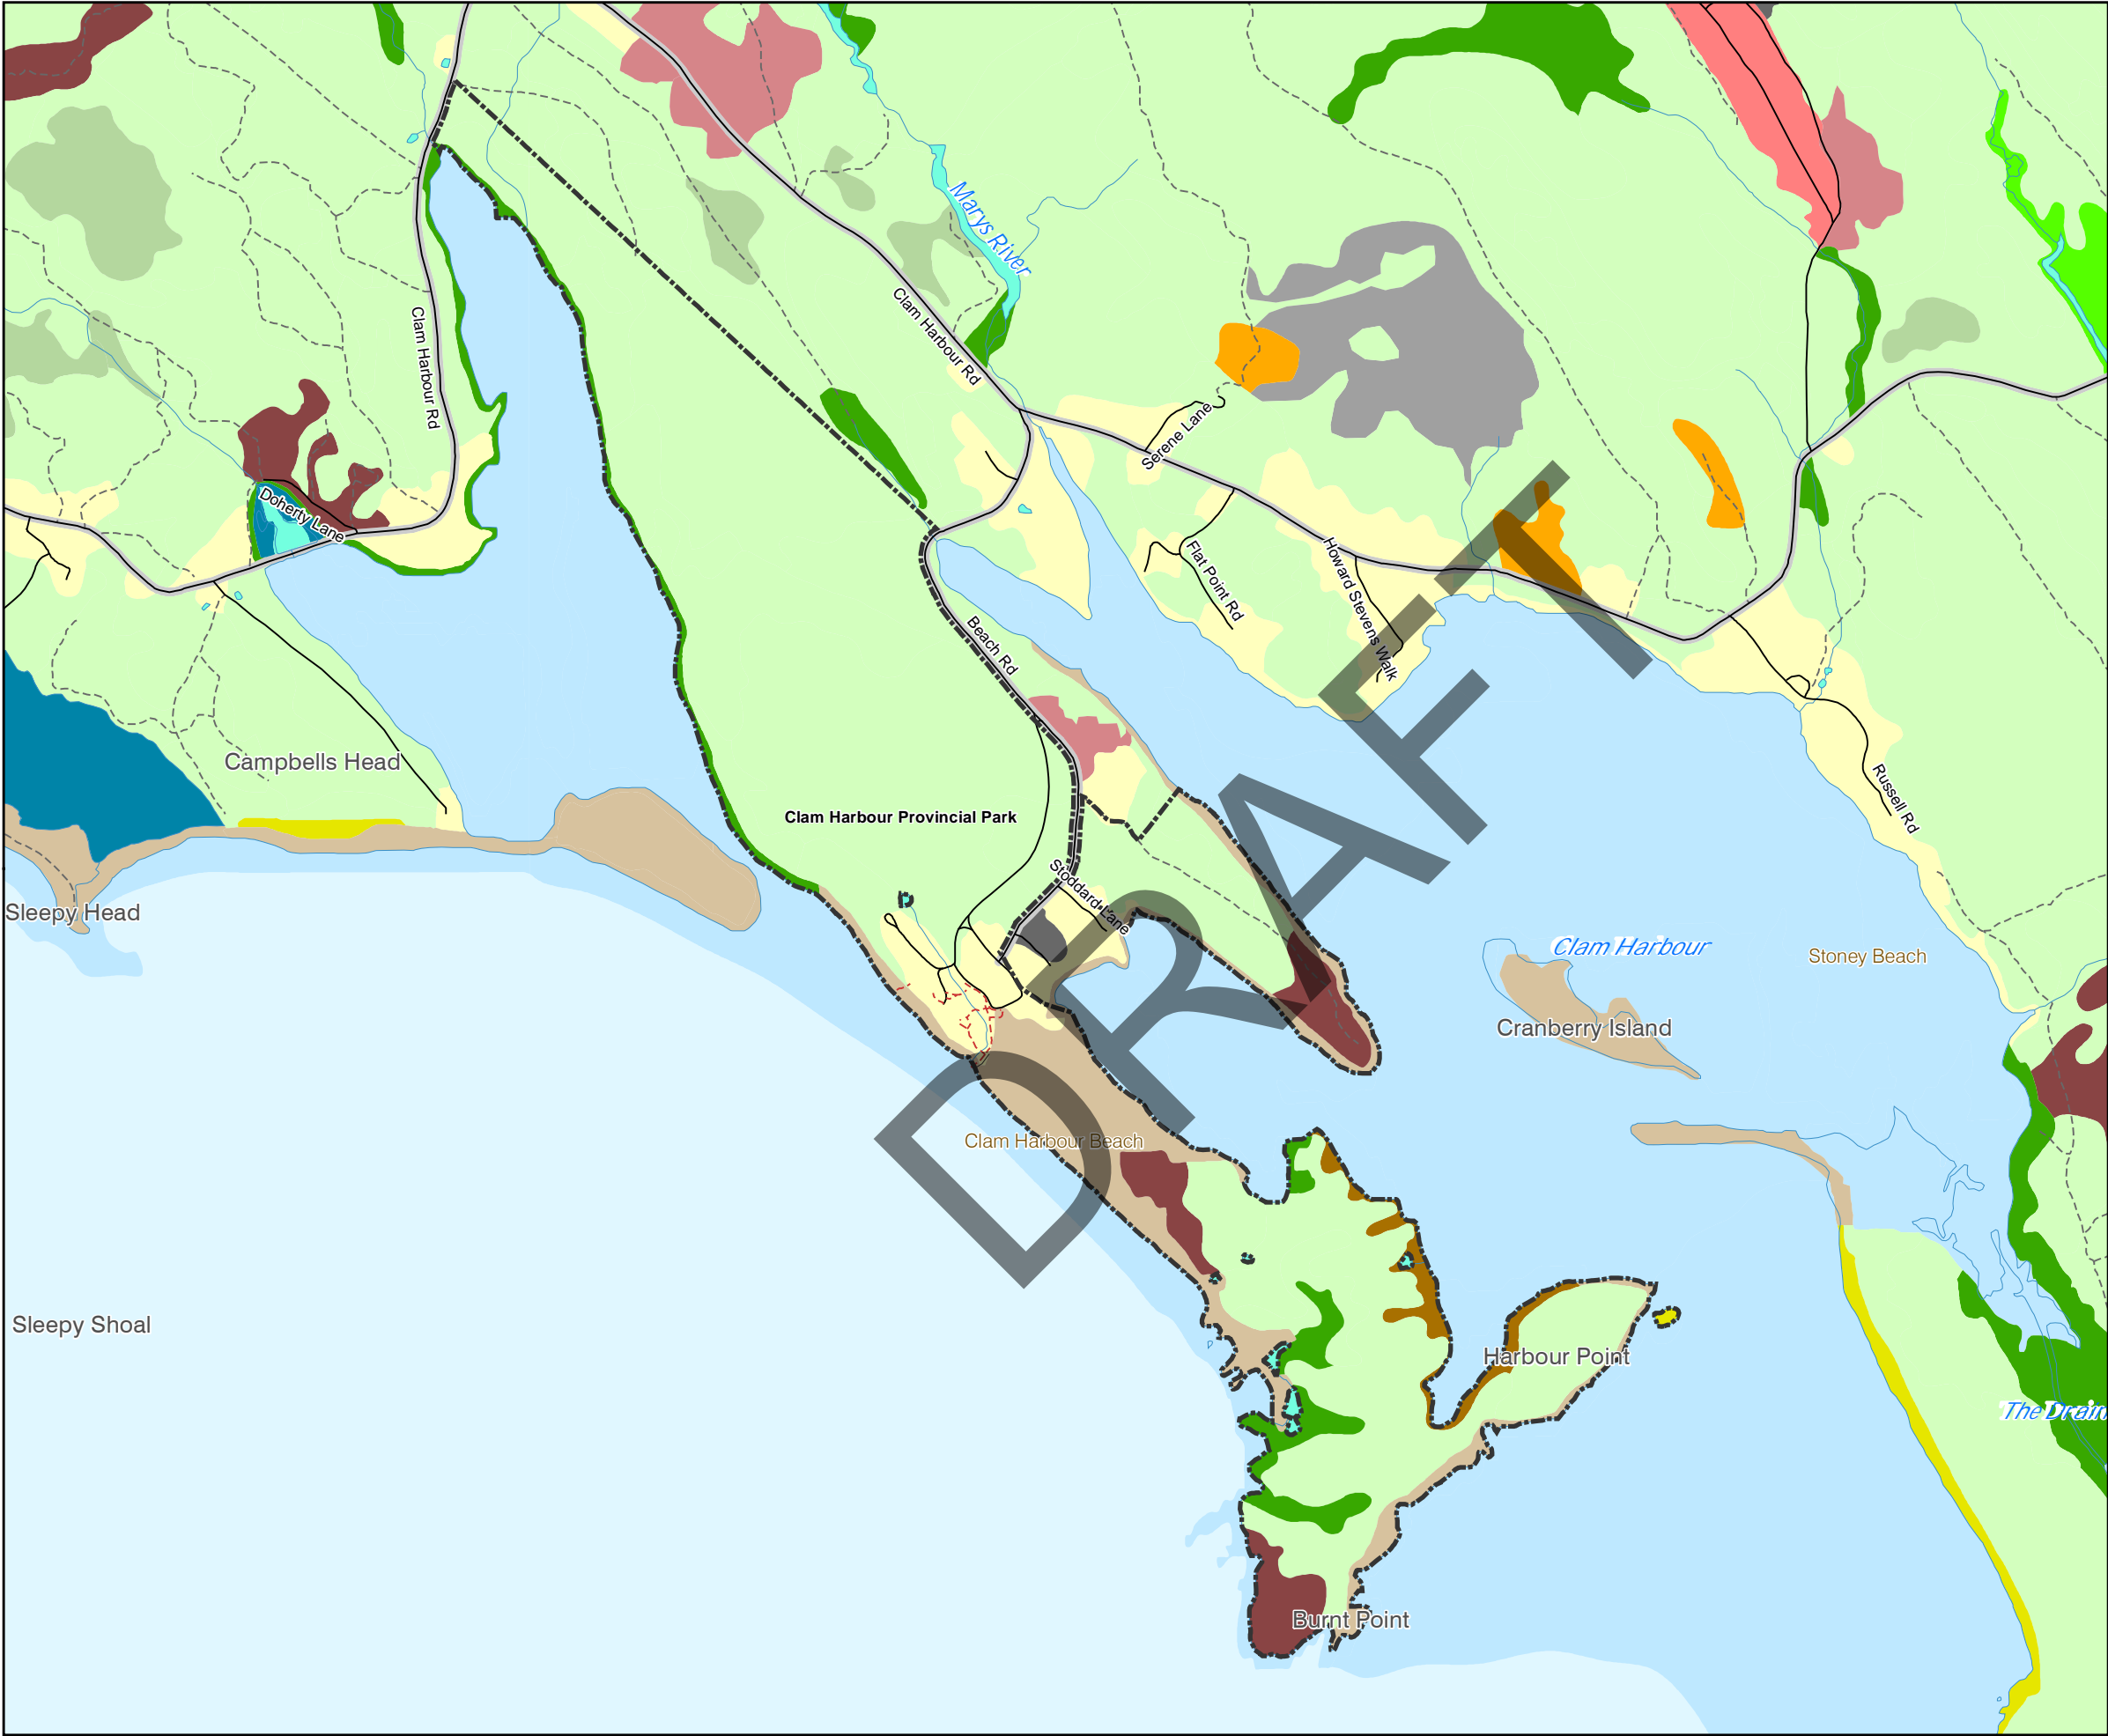 Marys River
Clam Harbour Rd
Clam Harbour Rd
Serene Lane
Doherty Lane
Flat Point Rd
Howard Stevens Walk
Beach Rd
Campbells Head
Russell Rd
Clam Harbour Provincial Park
Stoddard Lane
Sleepy Head
Clam Harbour
Stoney Beach
Cranberry Island
DRAFT
Clam Harbour Beach
Sleepy Shoal
Harbour Point
The Drain
Burnt Point